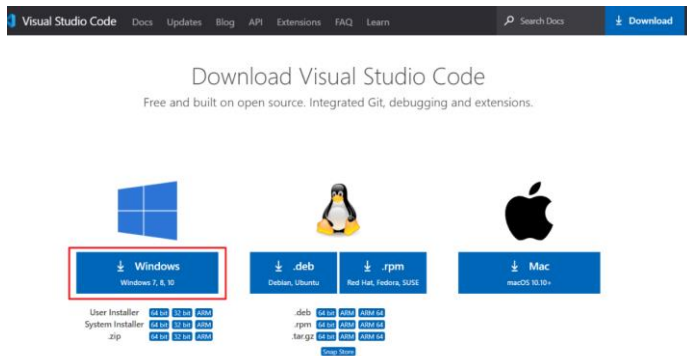 Visual Studio Code Docs Updates Blog API Extensions FAQ Learn Search Docs Download
Download Visual Studio Code
Free and built on open source. Integrated Git, debugging and extensions.
Windows
Windows 7, 8, 10
.deb
Debian, Ubuntu
.rpm
Red Hat, Fedora, SUSE
Mac
macOS 10.10+
User Installer 64 bit 32 bit ARM
System Installer 64 bit 32 bit ARM
.zip 64 bit 32 bit ARM
.deb 64 bit ARM ARM 64
.rpm 64 bit ARM ARM 64
.tar.gz 64 bit ARM ARM 64
Snap Store